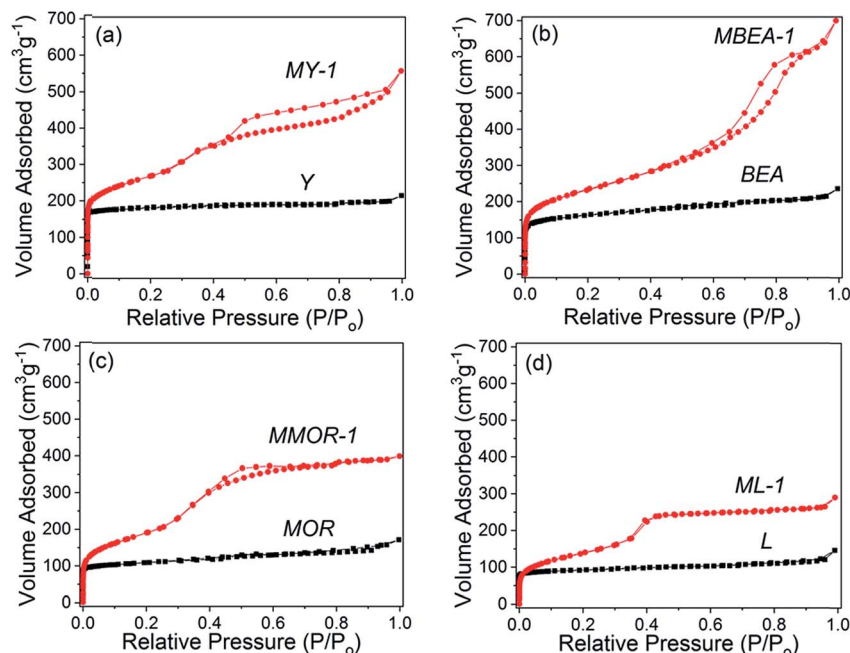 (a)
700
600
500
400
300
200
100
0
Volume Adsorbed (cm³g⁻¹)
MY-1
Y
0.0 0.2 0.4 0.6 0.8 1.0
Relative Pressure (P/Pₒ)
(b)
700
600
500
400
300
200
100
0
Volume Adsorbed (cm³g⁻¹)
MBEA-1
BEA
0.0 0.2 0.4 0.6 0.8 1.0
Relative Pressure (P/Pₒ)
(c)
700
600
500
400
300
200
100
0
Volume Adsorbed (cm³g⁻¹)
MMOR-1
MOR
0.0 0.2 0.4 0.6 0.8 1.0
Relative Pressure (P/Pₒ)
(d)
700
600
500
400
300
200
100
0
Volume Adsorbed (cm³g⁻¹)
ML-1
L
0.0 0.2 0.4 0.6 0.8 1.0
Relative Pressure (P/Pₒ)